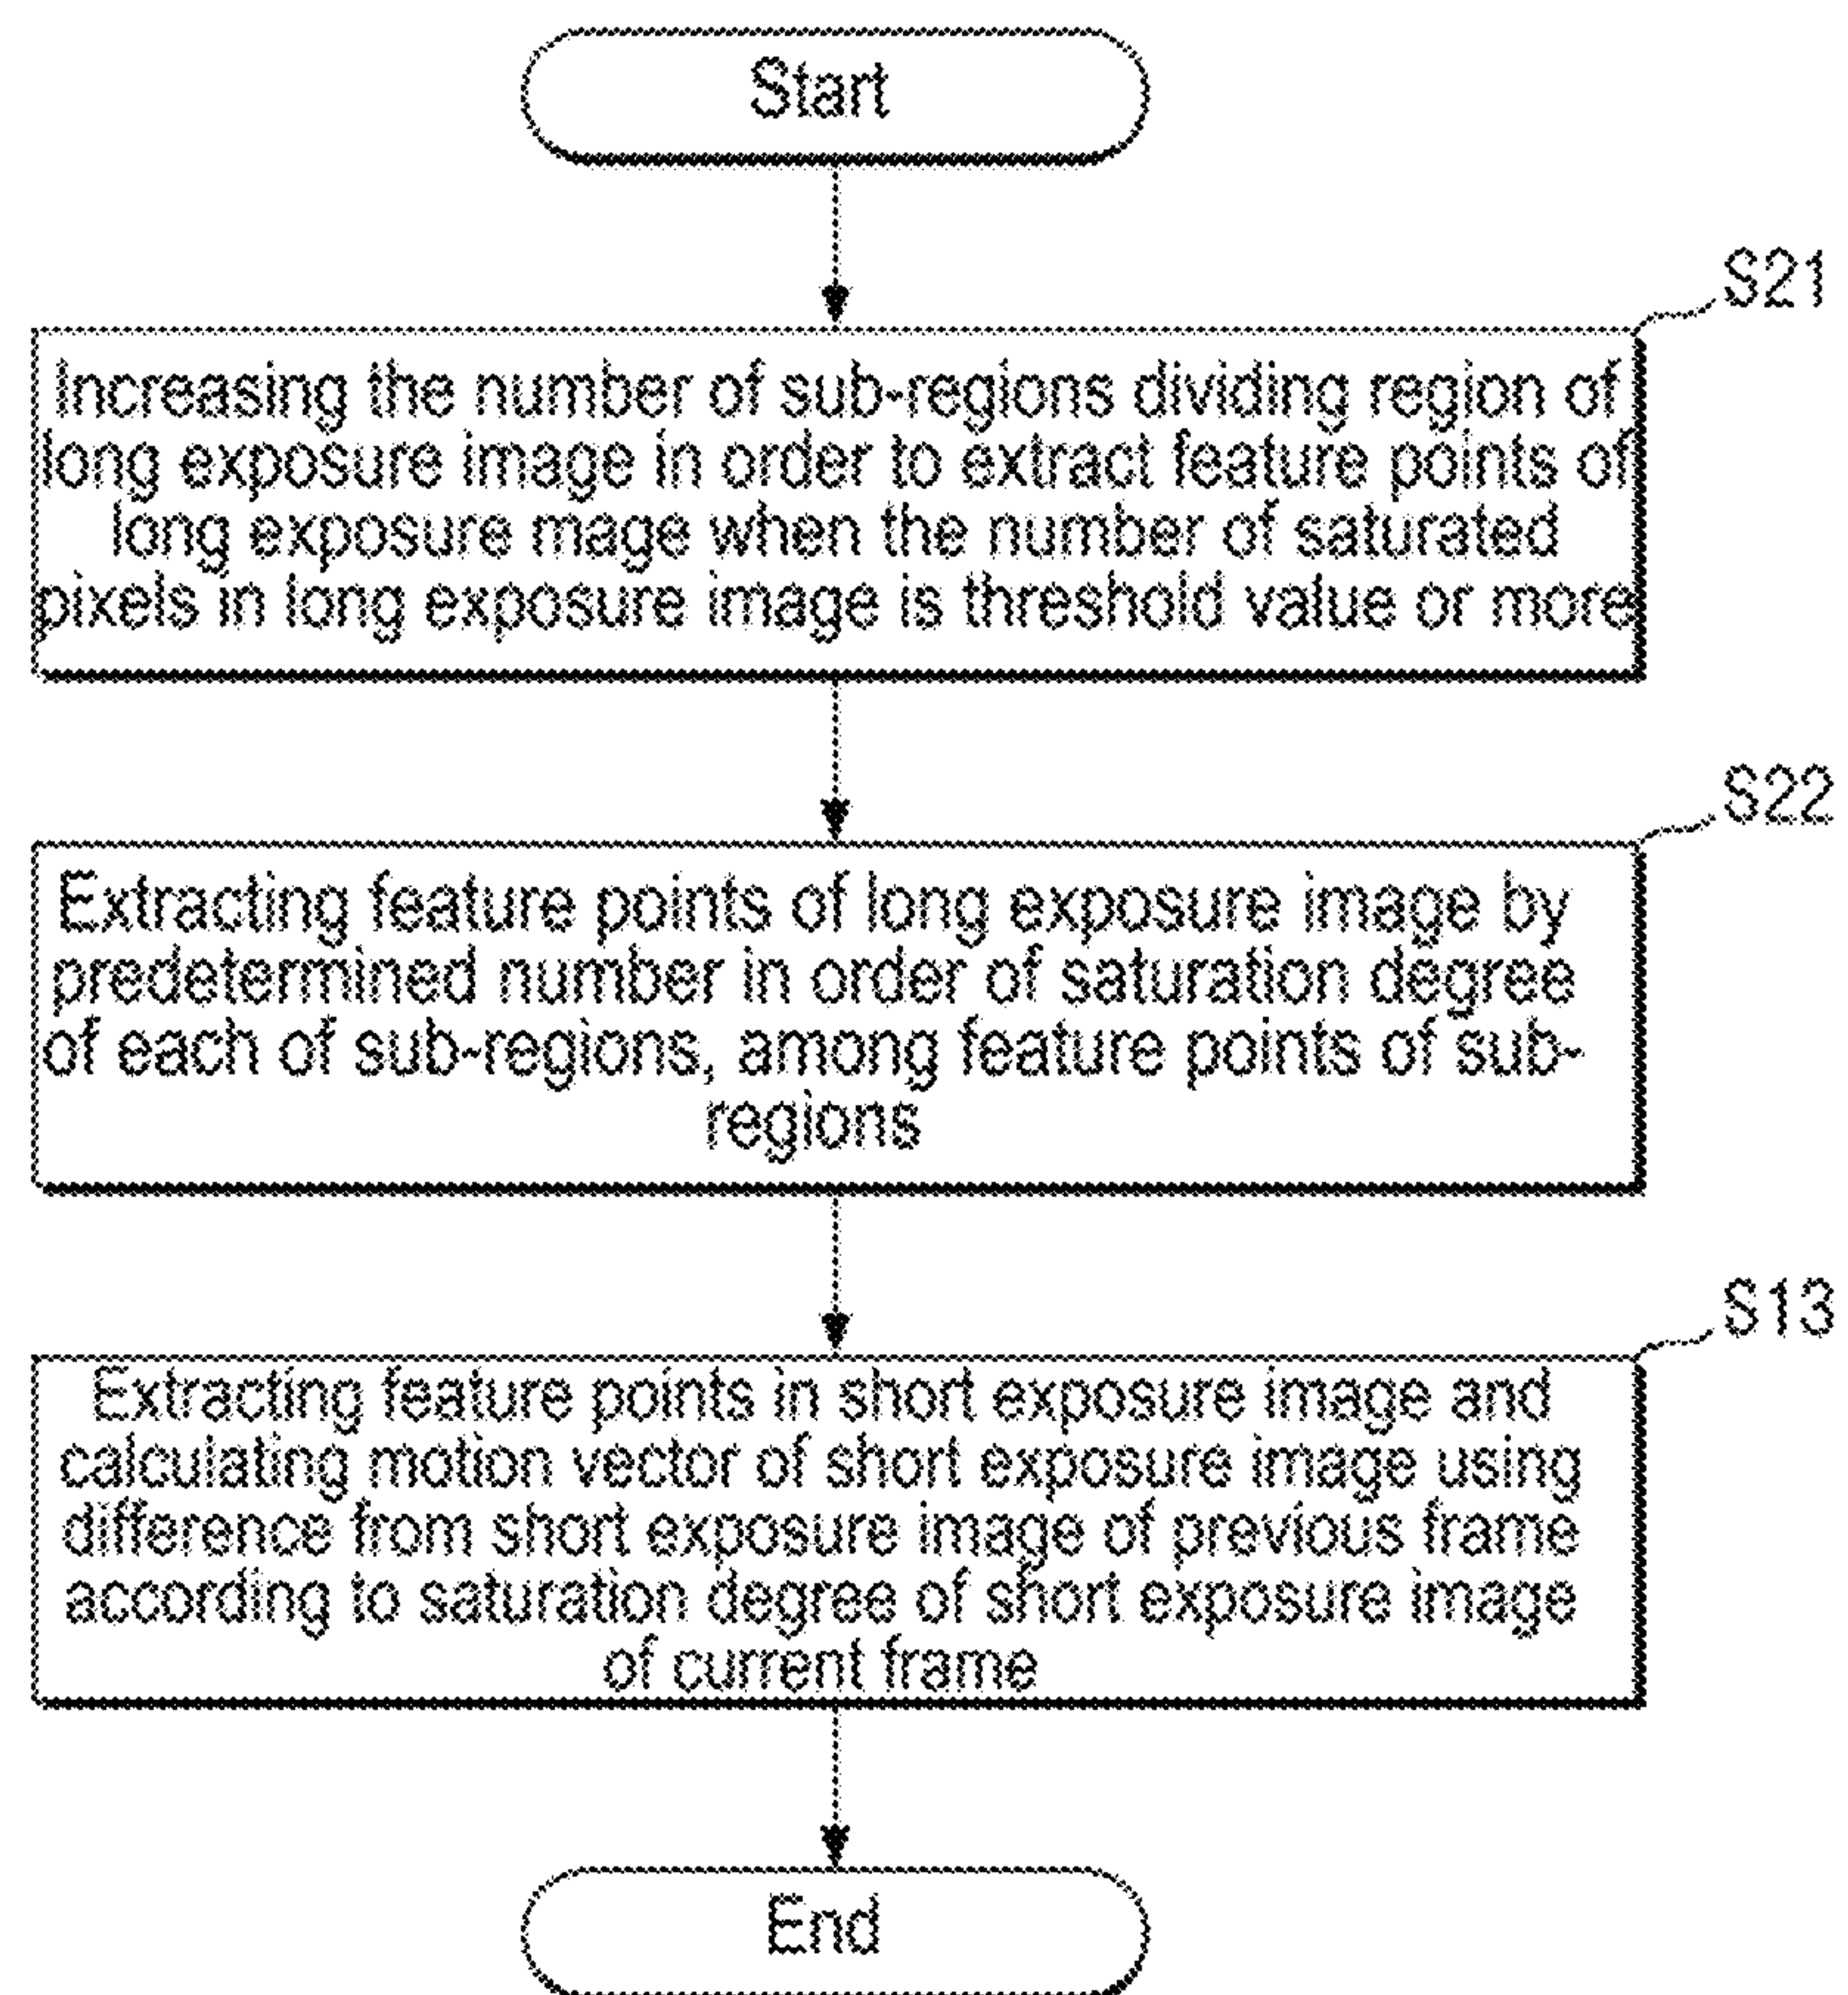 Start
S21
Increasing the number of sub-regions dividing region of
long exposure image in order to extract feature points of
long exposure mage when the number of saturated
pixels in long exposure image is threshold value or more
S22
Extracting feature points of long exposure image by
predetermined number in order of saturation degree
of each of sub-regions, among feature points of sub-
regions
S13
Extracting feature points in short exposure image and
calculating motion vector of short exposure image using
difference from short exposure image of previous frame
according to saturation degree of short exposure image
of current frame
End